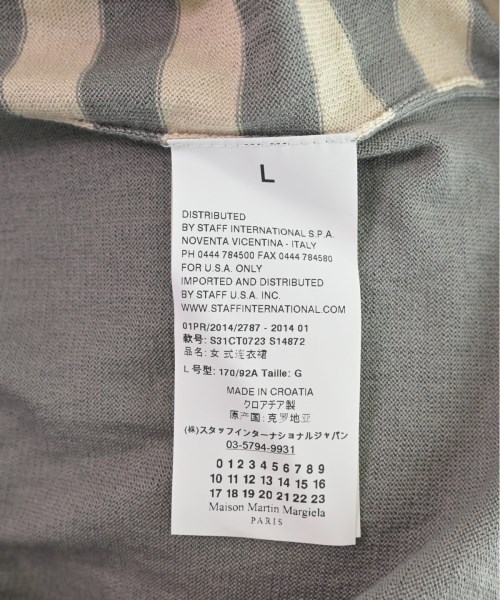 L
DISTRIBUTED
BY STAFF INTERNATIONAL S.P.A.
NOVENTA VICENTINA - ITALY
PH 0444 784500 FAX 0444 784580
FOR U.S.A. ONLY
IMPORTED AND DISTRIBUTED
BY STAFF U.S.A. INC.
WWW.STAFFINTERNATIONAL.COM
01PR/2014/2787 - 2014 01
款号: S31CT0723 S14872
品名: 女 式连衣裙
L 号型: 170/92A Taille: G
MADE IN CROATIA
クロアチア製
原产国: 克罗地亚
(株)スタッフインターナショナルジャパン
03-5794-9931
0 1 2 3 4 5 6 7 8 9
10 11 12 13 14 15 16
17 18 19 20 21 22 23
Maison Martin Margiela
PARIS